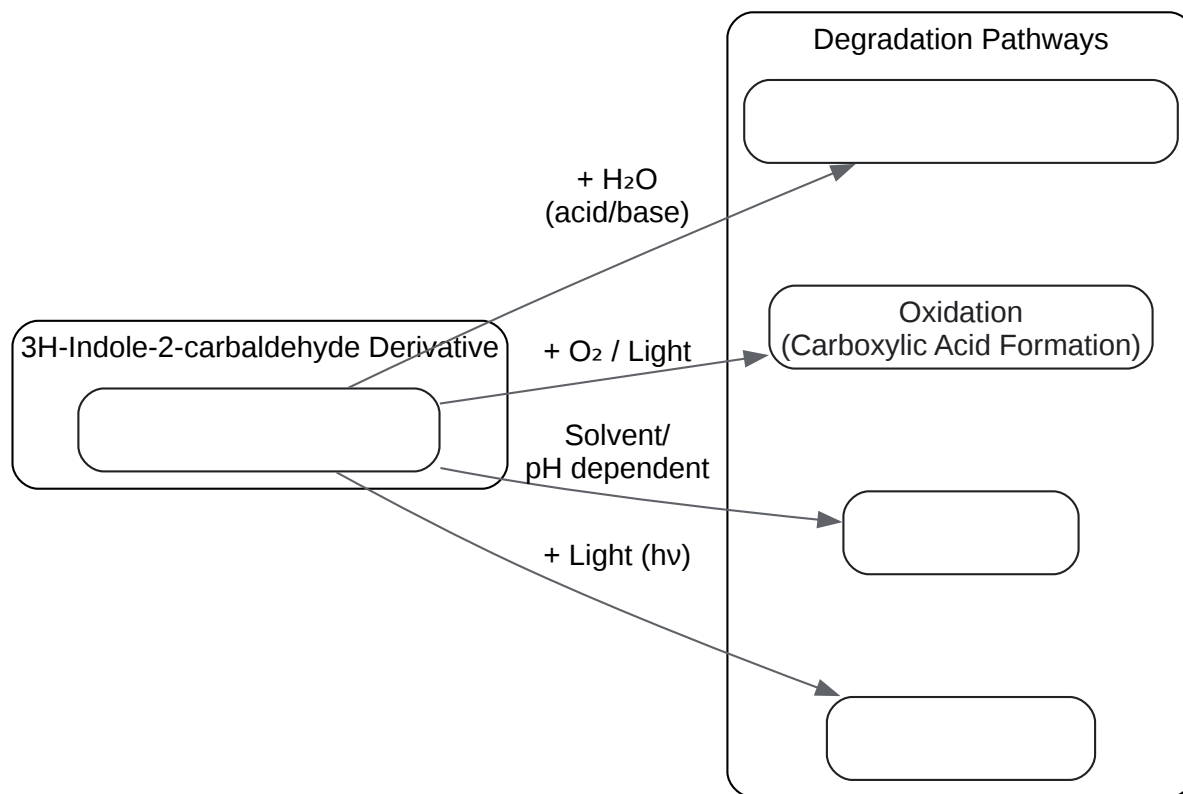 Degradation Pathways
+ H₂O
(acid/base)
Oxidation
(Carboxylic Acid Formation)
3H-Indole-2-carbaldehyde Derivative
+ O₂ / Light
Solvent/
pH dependent
+ Light (hν)